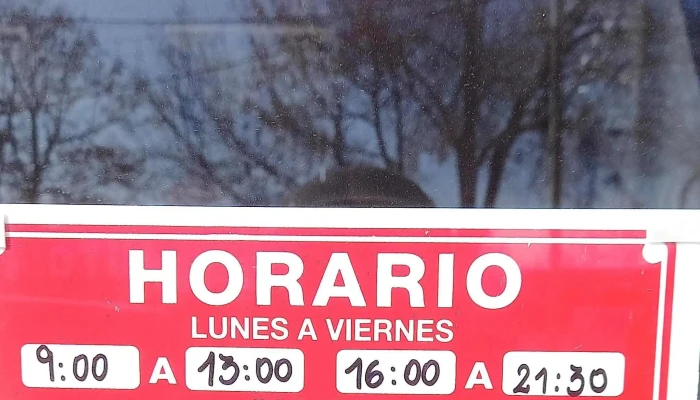 HORARIO
LUNES A VIERNES
9:00 A 13:00 16:00 A 21:30